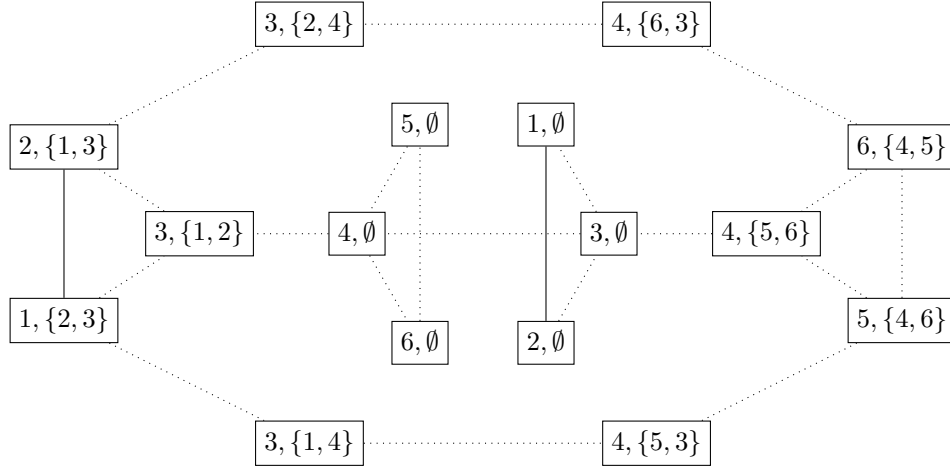 3, {2, 4}
4, {6, 3}
5, ∅
1, ∅
2, {1, 3}
6, {4, 5}
3, {1, 2}
4, ∅
3, ∅
4, {5, 6}
1, {2, 3}
6, ∅
2, ∅
5, {4, 6}
3, {1, 4}
4, {5, 3}